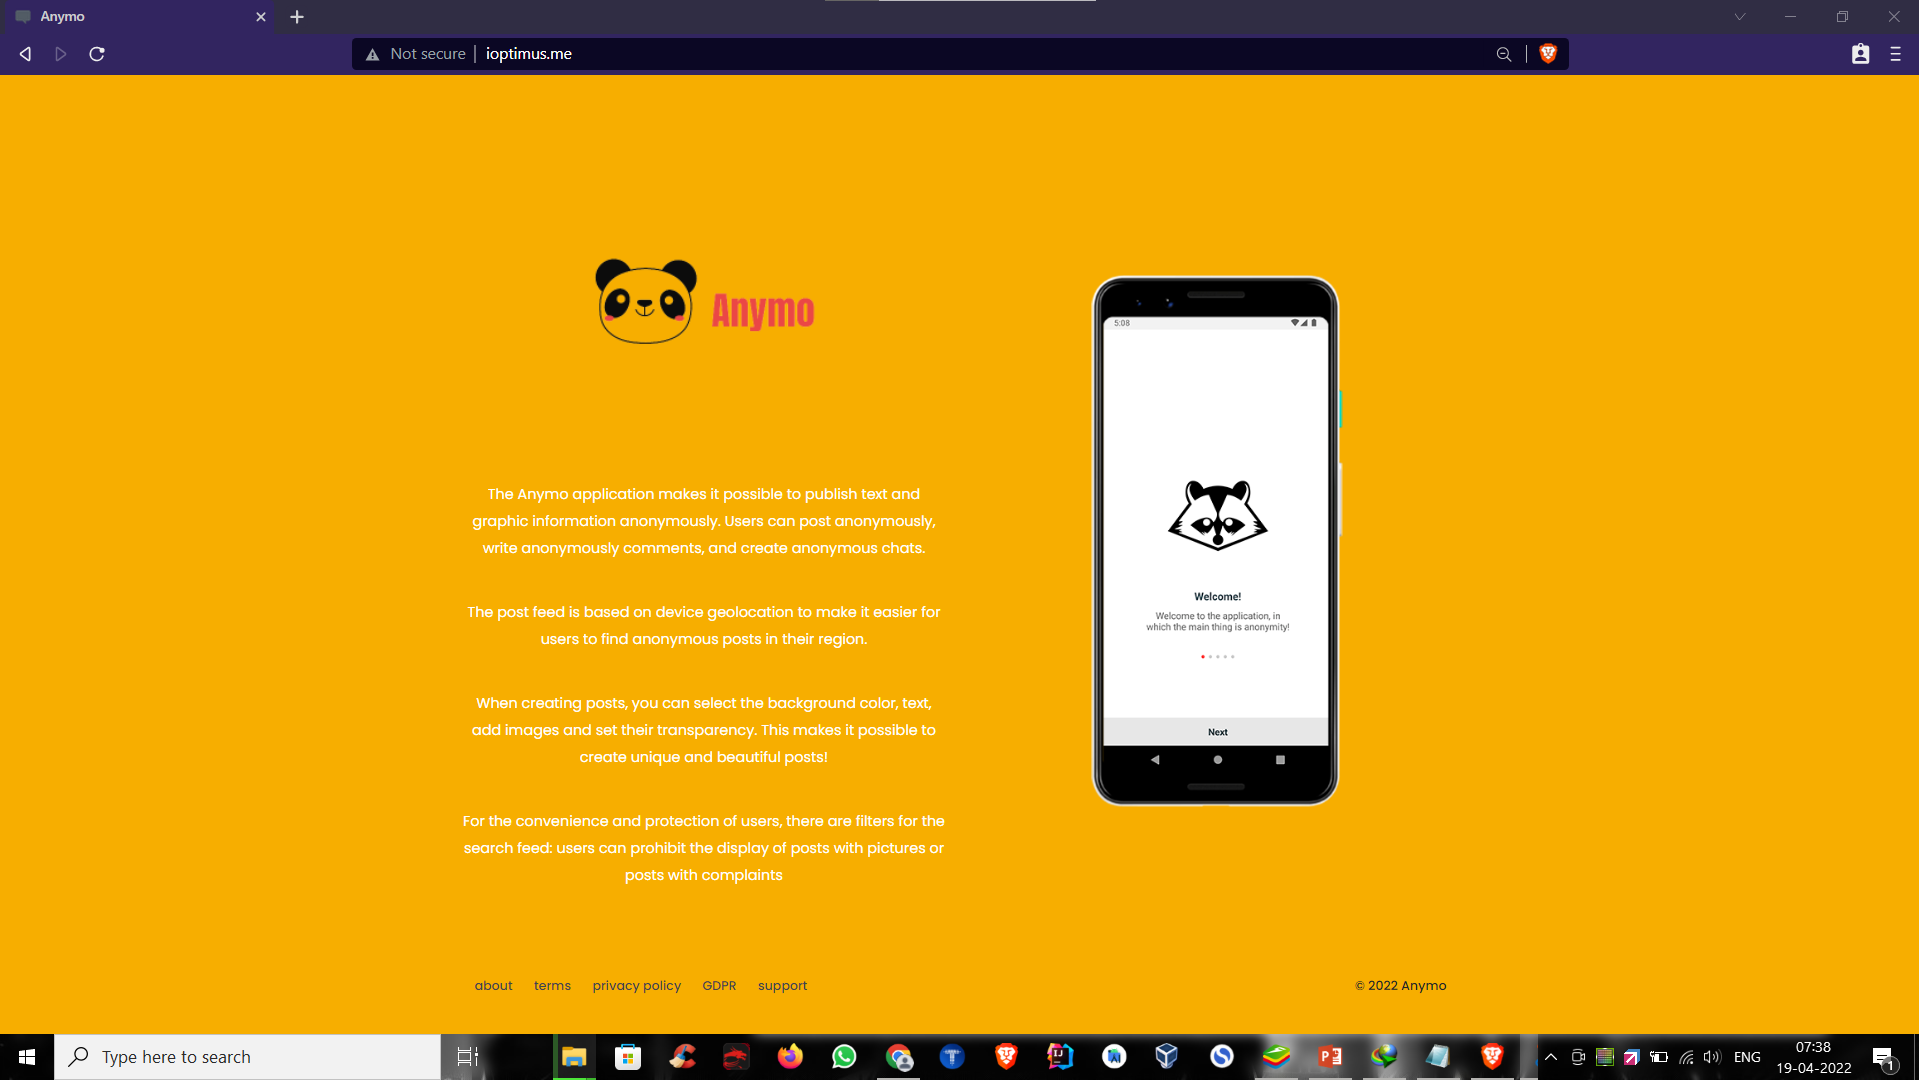 Anymo
Not secure
ioptimus.me
Anymo
The Anymo application makes it possible to publish text and
graphic information anonymously. Users can post anonymously,
write anonymously comments, and create anonymous chats.
The post feed is based on device geolocation to make it easier for
users to find anonymous posts in their region.
When creating posts, you can select the background color, text,
add images and set their transparency. This makes it possible to
create unique and beautiful posts!
For the convenience and protection of users, there are filters for the
search feed: users can prohibit the display of posts with pictures or
posts with complaints
5:08
Welcome!
Welcome to the application, in
which the main thing is anonymity!
Next
about terms privacy policy GDPR support
© 2022 Anymo
Type here to search
ENG
07:38
19-04-2022
1